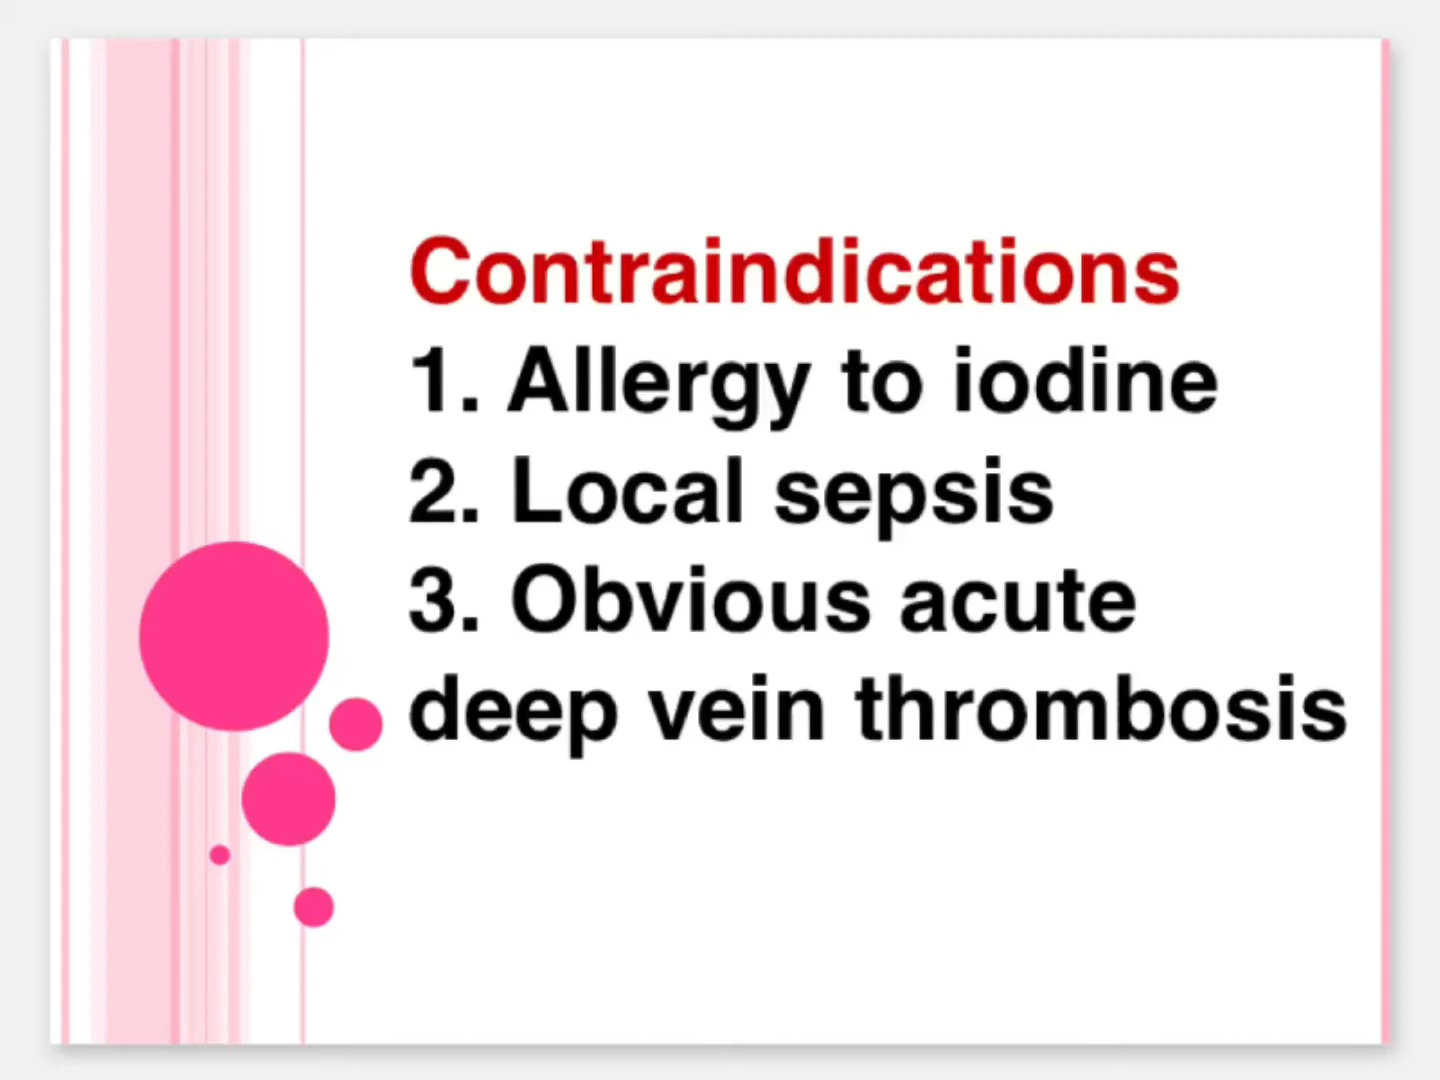 Contraindications
1. Allergy to iodine
2. Local sepsis
3. Obvious acute
deep vein thrombosis